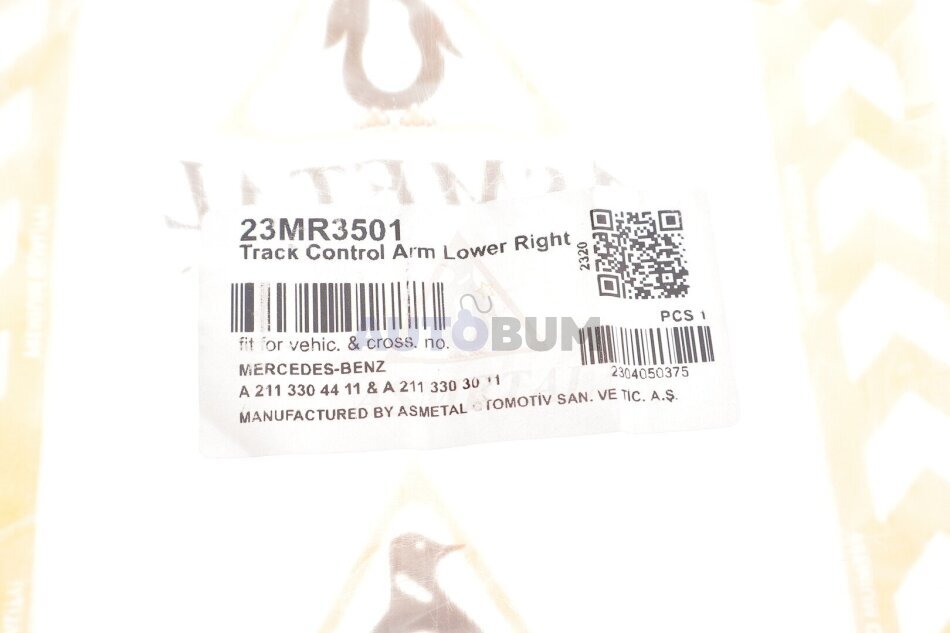 23MR3501
Track Control Arm Lower Right
2320
PCS 1
AUTOBUM
fit for vehic. & cross. no.
2304050375
MERCEDES-BENZ
A 211 330 44 11 & A 211 330 30 11
MANUFACTURED BY ASMETAL OTOMOTİV SAN. VE TİC. A.Ş.